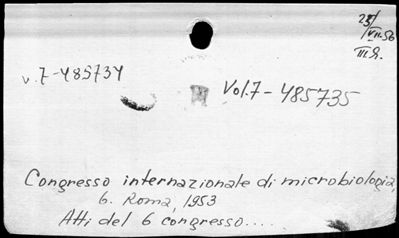 23/
VII-56
III.Я.
v.7-485734
Vol.7-485735
Congresso internazionale di microbiologia,
6. Roma, 1953
Atti del 6 congresso....